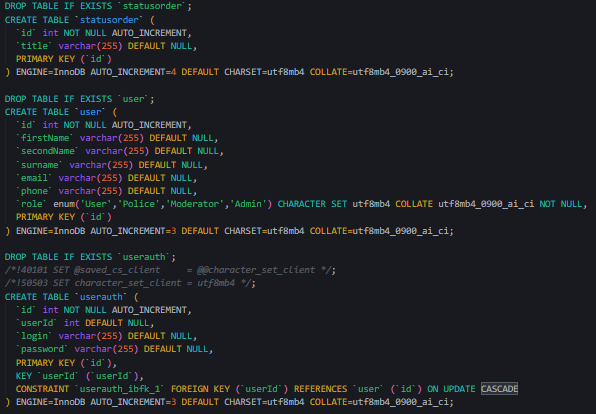 DROP TABLE IF EXISTS `statusorder`;
CREATE TABLE `statusorder` (
  `id` int NOT NULL AUTO_INCREMENT,
  `title` varchar(255) DEFAULT NULL,
  PRIMARY KEY (`id`)
) ENGINE=InnoDB AUTO_INCREMENT=4 DEFAULT CHARSET=utf8mb4 COLLATE=utf8mb4_0900_ai_ci;

DROP TABLE IF EXISTS `user`;
CREATE TABLE `user` (
  `id` int NOT NULL AUTO_INCREMENT,
  `firstName` varchar(255) DEFAULT NULL,
  `secondName` varchar(255) DEFAULT NULL,
  `surname` varchar(255) DEFAULT NULL,
  `email` varchar(255) DEFAULT NULL,
  `phone` varchar(255) DEFAULT NULL,
  `role` enum('User','Police','Moderator','Admin') CHARACTER SET utf8mb4 COLLATE utf8mb4_0900_ai_ci NOT NULL,
  PRIMARY KEY (`id`)
) ENGINE=InnoDB AUTO_INCREMENT=3 DEFAULT CHARSET=utf8mb4 COLLATE=utf8mb4_0900_ai_ci;

DROP TABLE IF EXISTS `userauth`;
/*!40101 SET @saved_cs_client     = @@character_set_client */;
/*!50503 SET character_set_client = utf8mb4 */;
CREATE TABLE `userauth` (
  `id` int NOT NULL AUTO_INCREMENT,
  `userId` int DEFAULT NULL,
  `login` varchar(255) DEFAULT NULL,
  `password` varchar(255) DEFAULT NULL,
  PRIMARY KEY (`id`),
  KEY `userId` (`userId`),
  CONSTRAINT `userauth_ibfk_1` FOREIGN KEY (`userId`) REFERENCES `user` (`id`) ON UPDATE CASCADE
) ENGINE=InnoDB AUTO_INCREMENT=3 DEFAULT CHARSET=utf8mb4 COLLATE=utf8mb4_0900_ai_ci;